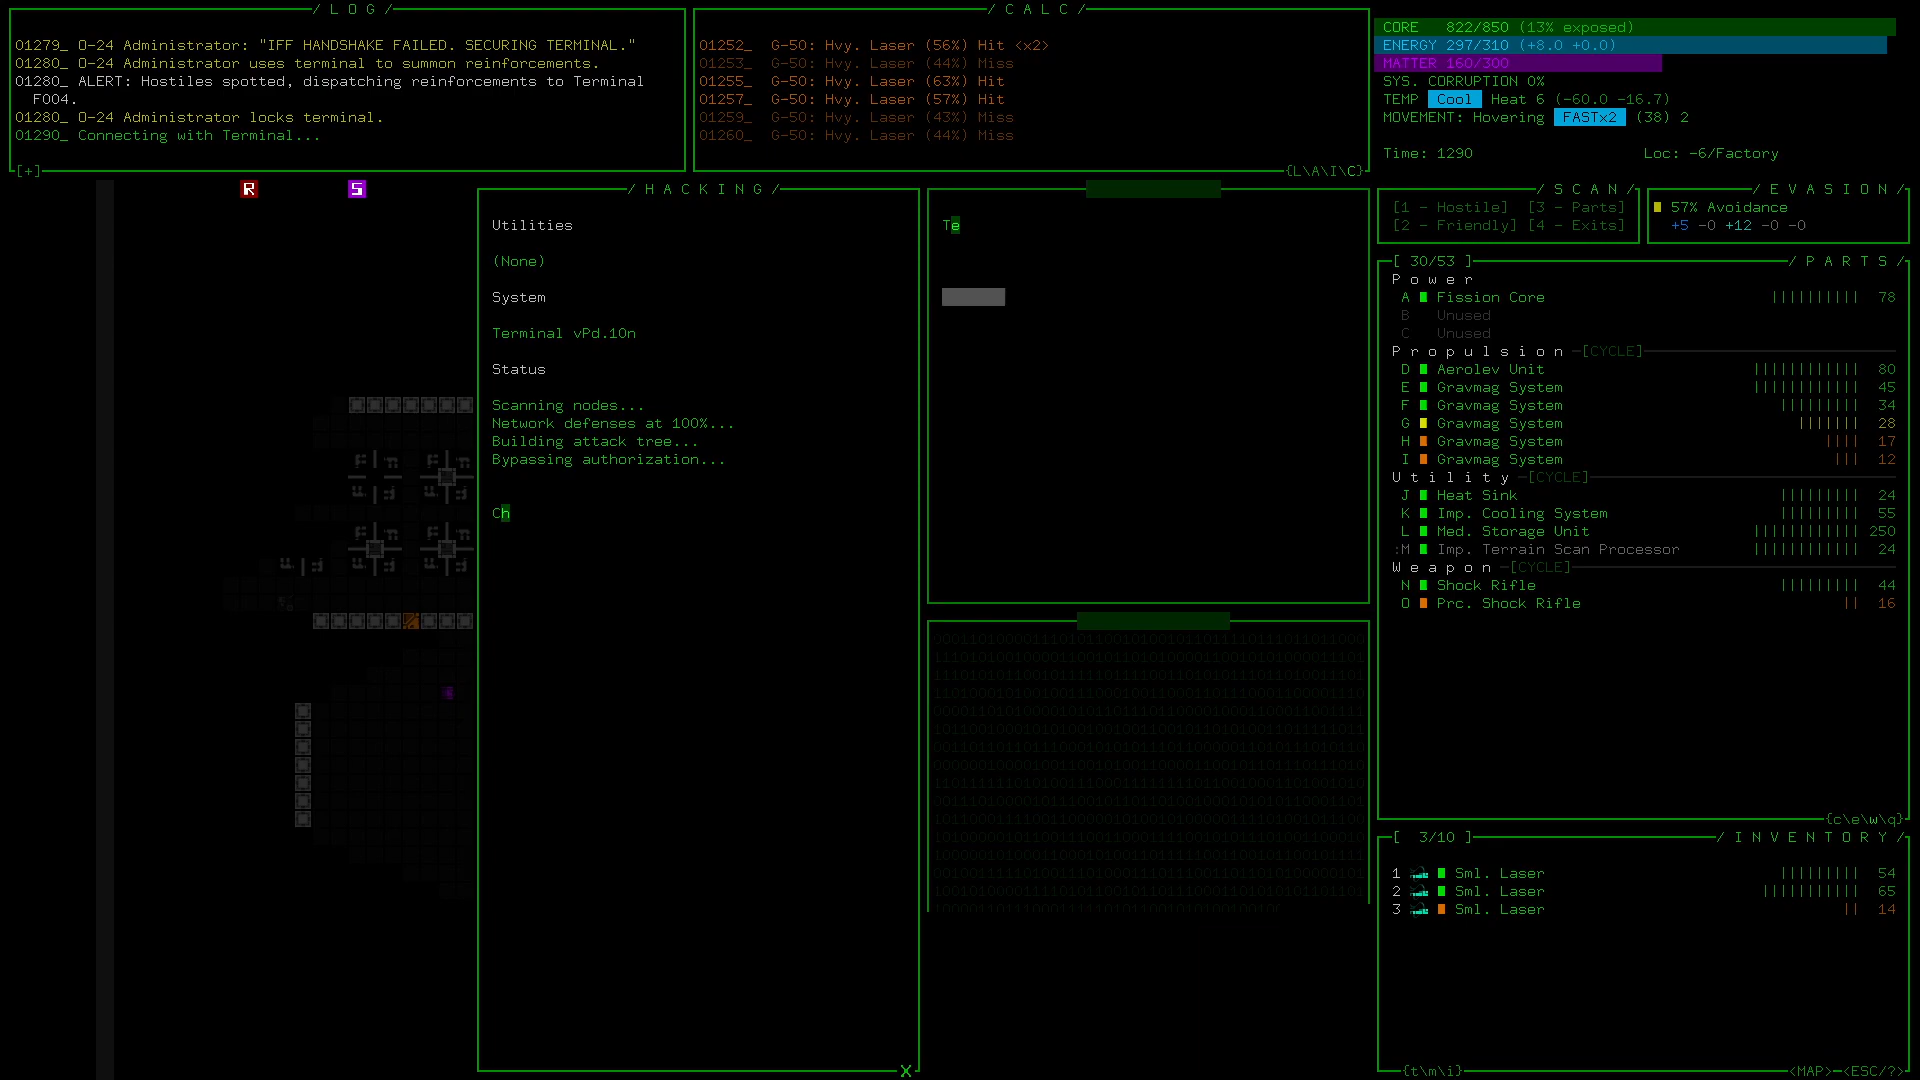 / L O G /
01279_ O-24 Administrator: "IFF HANDSHAKE FAILED. SECURING TERMINAL."
01280_ O-24 Administrator uses terminal to summon reinforcements.
01280_ ALERT: Hostiles spotted, dispatching reinforcements to Terminal
F004.
01280_ O-24 Administrator locks terminal.
01290_ Connecting with Terminal...
[+]
/ C A L C /
01252_ G-50: Hvy. Laser (56%) Hit <x2>
01253_ G-50: Hvy. Laser (44%) Miss
01255_ G-50: Hvy. Laser (63%) Hit
01257_ G-50: Hvy. Laser (57%) Hit
01259_ G-50: Hvy. Laser (43%) Miss
01260_ G-50: Hvy. Laser (44%) Miss
{L\A\I\C}
CORE 822/850 (13% exposed)
ENERGY 297/310 (+8.0 +0.0)
MATTER 160/300
SYS. CORRUPTION 0%
TEMP Cool Heat 6 (-60.0 -16.7)
MOVEMENT: Hovering FASTx2 (38) 2
Time: 1290 Loc: -6/Factory
R S
/ H A C K I N G /
Utilities
(None)
System
Terminal vPd.10n
Status
Scanning nodes...
Network defenses at 100%...
Building attack tree...
Bypassing authorization...
Ch
X
Te
/ S C A N /
[1 - Hostile] [3 - Parts]
[2 - Friendly] [4 - Exits]
/ E V A S I O N /
57% Avoidance
+5 -0 +12 -0 -0
[ 30/53 ] / P A R T S /
P o w e r
A Fission Core 78
B Unused
C Unused
P r o p u l s i o n [CYCLE]
D Aerolev Unit 80
E Gravmag System 45
F Gravmag System 34
G Gravmag System 28
H Gravmag System 17
I Gravmag System 12
U t i l i t y [CYCLE]
J Heat Sink 24
K Imp. Cooling System 55
L Med. Storage Unit 250
:M Imp. Terrain Scan Processor 24
W e a p o n [CYCLE]
N Shock Rifle 44
O Prc. Shock Rifle 16
{c\e\w\q}
[ 3/10 ] / I N V E N T O R Y /
1 Sml. Laser 54
2 Sml. Laser 65
3 Sml. Laser 14
{t\m\i} <MAP> <ESC/?>